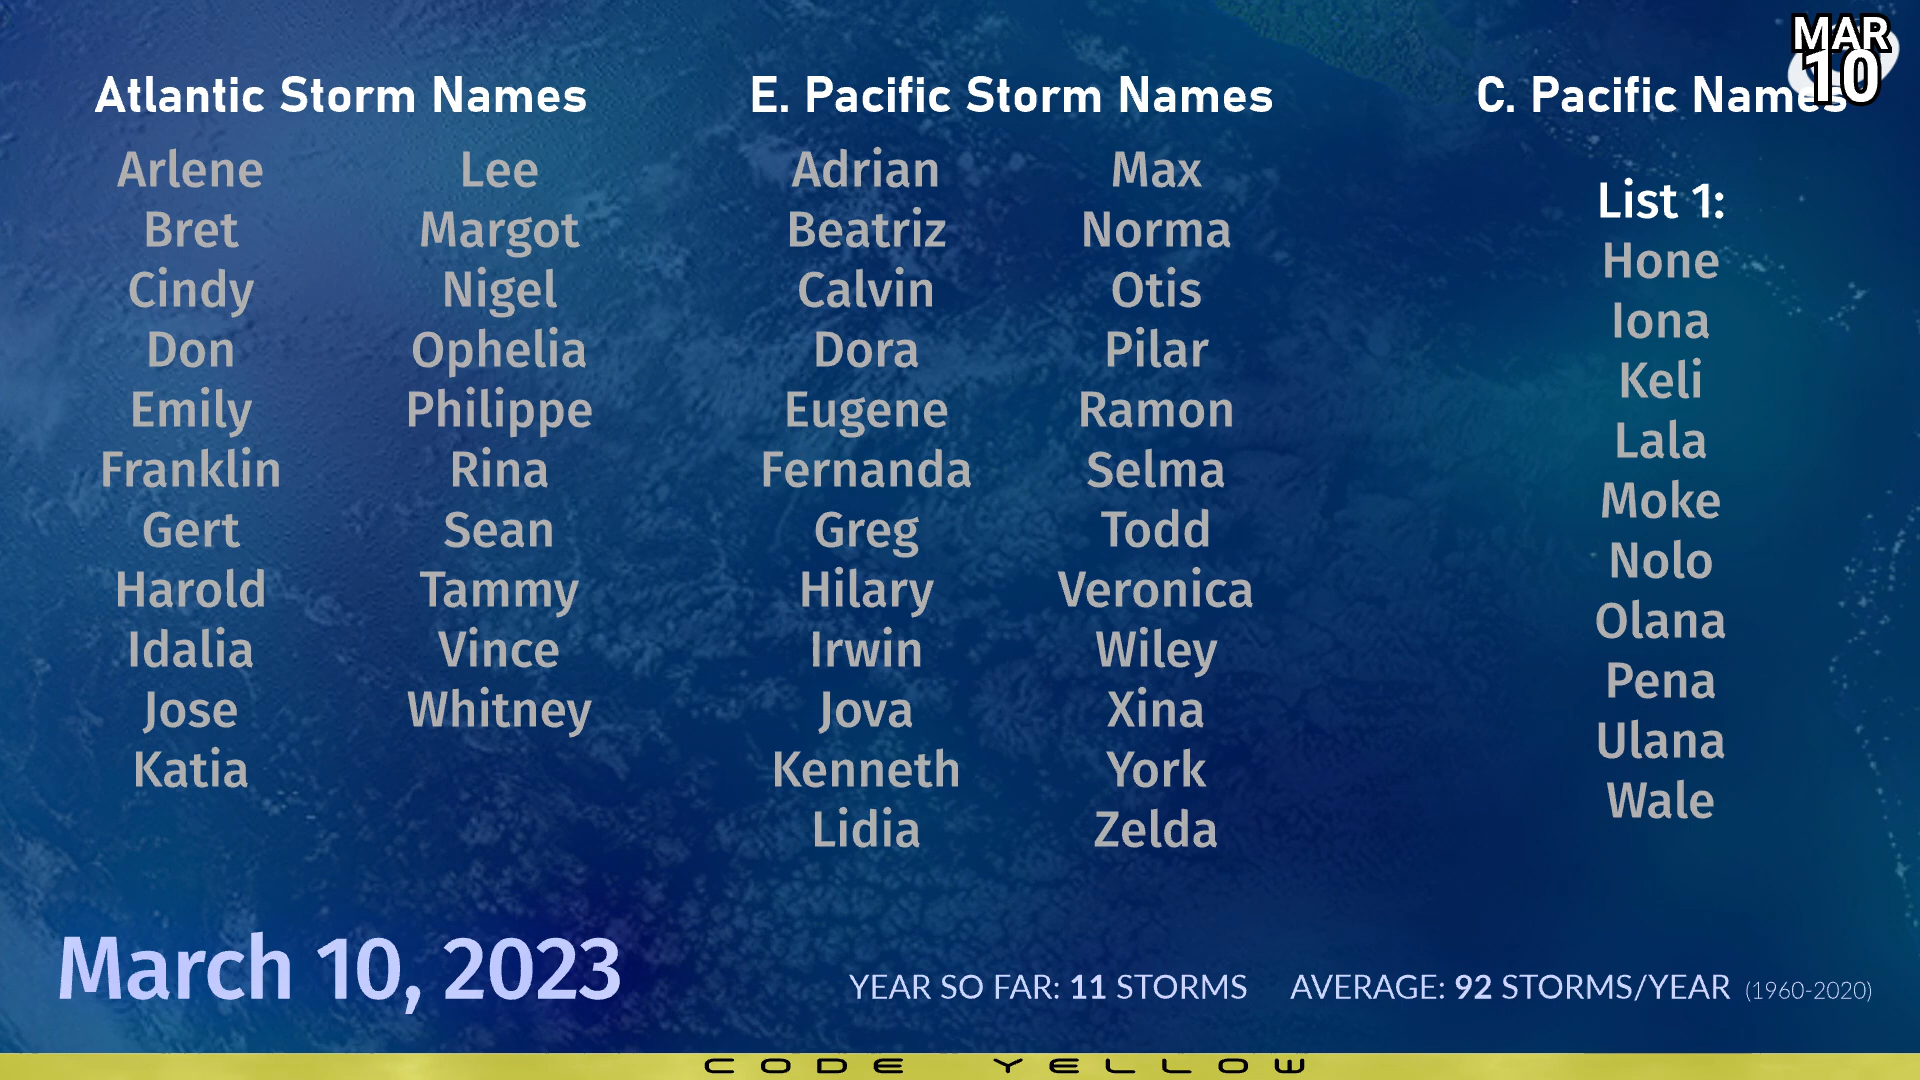 MAR
10
Atlantic Storm Names
Arlene
Bret
Cindy
Don
Emily
Franklin
Gert
Harold
Idalia
Jose
Katia
Lee
Margot
Nigel
Ophelia
Philippe
Rina
Sean
Tammy
Vince
Whitney
E. Pacific Storm Names
Adrian
Beatriz
Calvin
Dora
Eugene
Fernanda
Greg
Hilary
Irwin
Jova
Kenneth
Lidia
Max
Norma
Otis
Pilar
Ramon
Selma
Todd
Veronica
Wiley
Xina
York
Zelda
C. Pacific Names
List 1:
Hone
Iona
Keli
Lala
Moke
Nolo
Olana
Pena
Ulana
Wale
March 10, 2023
YEAR SO FAR: 11 STORMS AVERAGE: 92 STORMS/YEAR (1960-2020)
CODE YELLOW